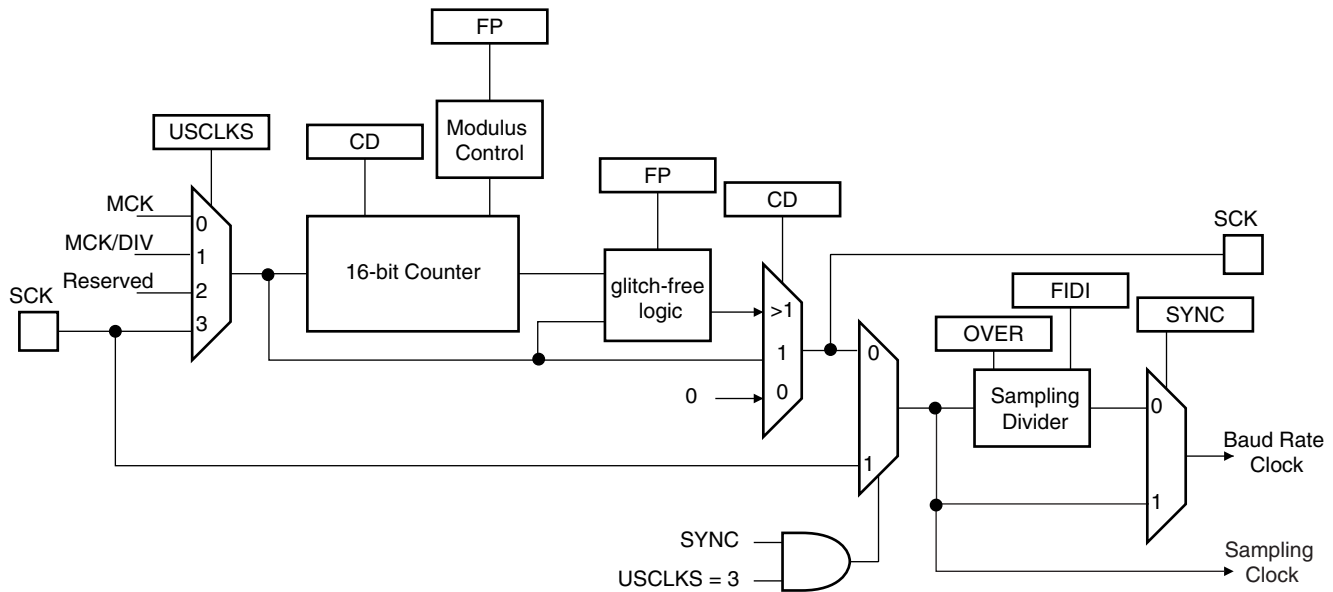 FP
USCLKS
CD
Modulus
Control
FP
CD
MCK
0
MCK/DIV
1
Reserved
2
SCK
3
16-bit Counter
glitch-free
logic
>1
1
0
0
SCK
FIDI
OVER
SYNC
0
1
Sampling
Divider
0
1
Baud Rate
Clock
SYNC
USCLKS = 3
Sampling
Clock